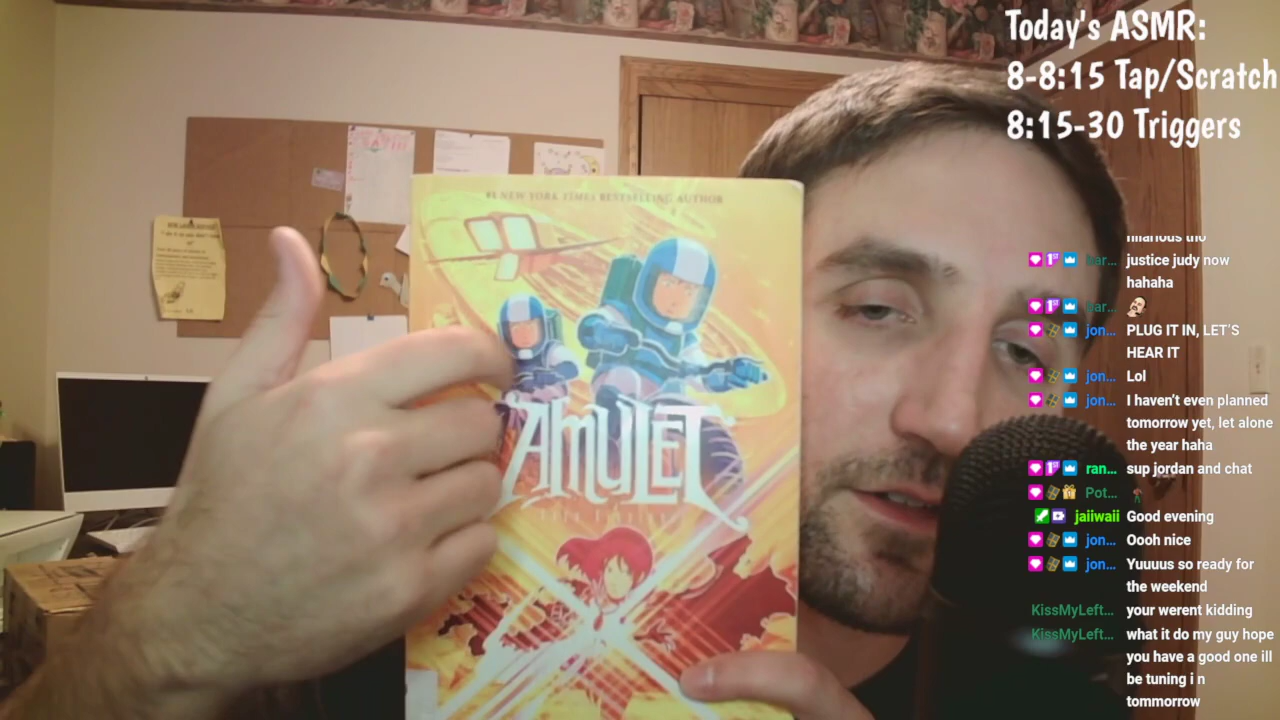 Today's ASMR:
8-8:15 Tap/Scratch
8:15-30 Triggers
#1 NEW YORK TIMES BESTSELLING AUTHOR
AMULET
hilarious tho
justice judy now
hahaha
jon... PLUG IT IN, LET'S
HEAR IT
jon... Lol
jon... I haven't even planned
tomorrow yet, let alone
the year haha
ran... sup jordan and chat
Pot...
jaiiwaii Good evening
jon... Oooh nice
jon... Yuuuus so ready for
the weekend
KissMyLeft... your werent kidding
KissMyLeft... what it do my guy hope
you have a good one ill
be tuning i n
tommorrow